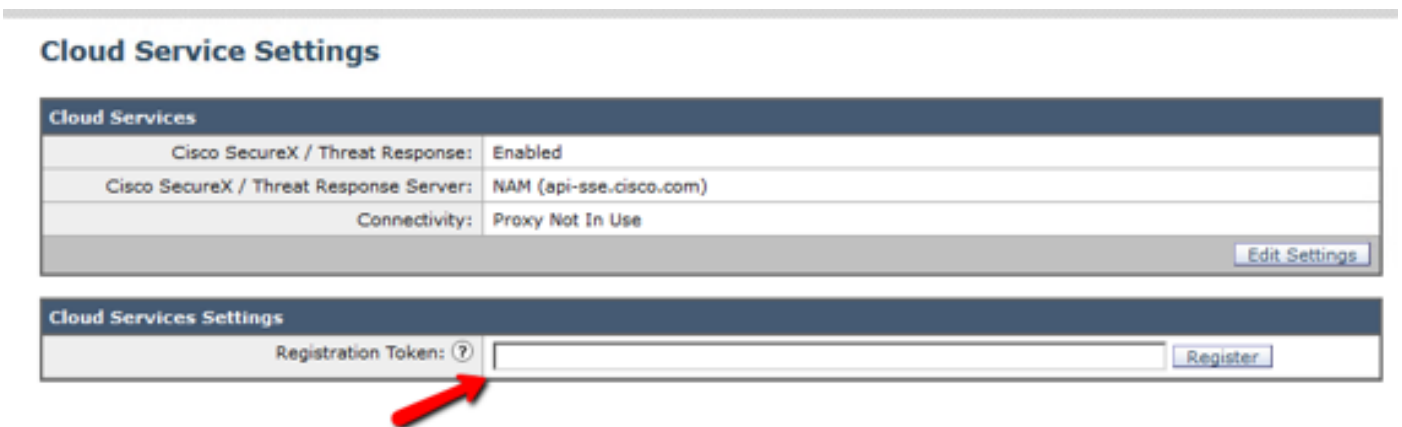 Cloud Service Settings
Cloud Services
Cisco SecureX / Threat Response: Enabled
Cisco SecureX / Threat Response Server: NAM (api-sse.cisco.com)
Connectivity: Proxy Not In Use
Edit Settings
Cloud Services Settings
Registration Token: ? Register